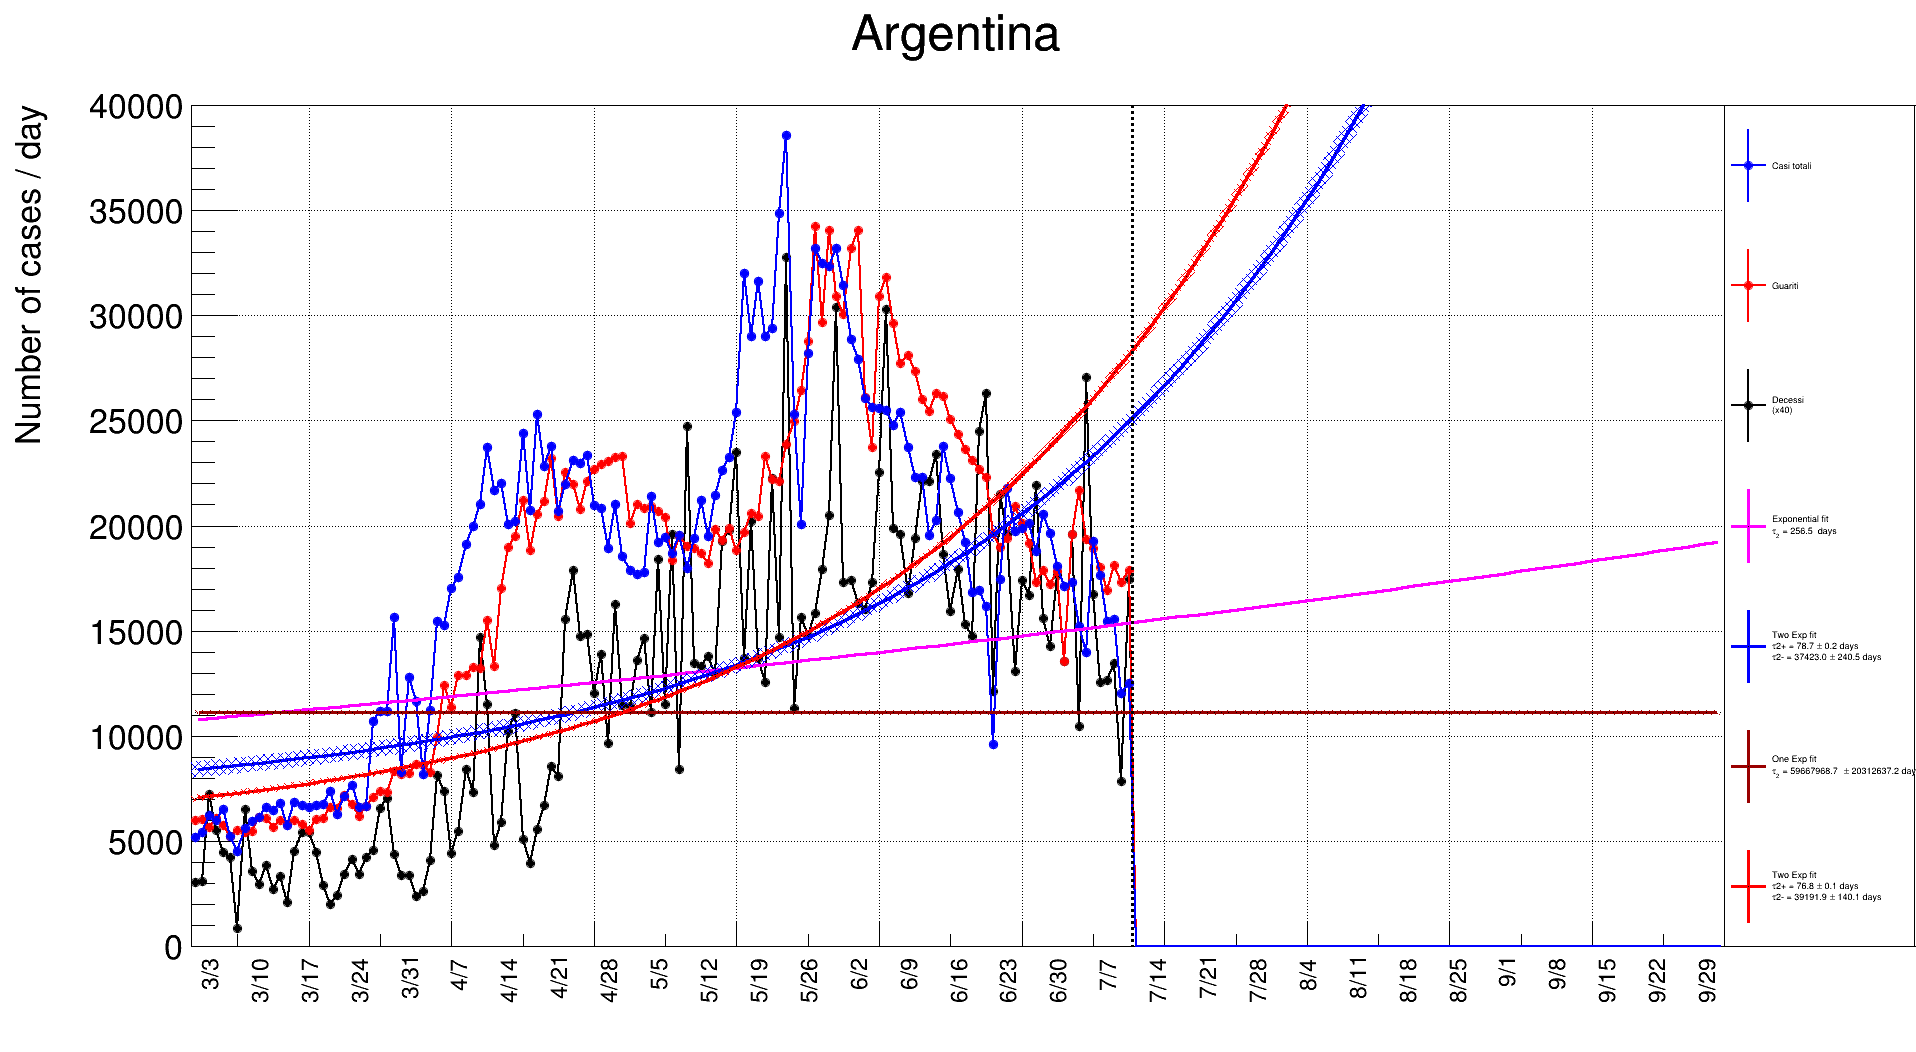 Argentina
Number of cases / day
40000
35000
30000
25000
20000
15000
10000
5000
0
3/3
3/10
3/17
3/24
3/31
4/7
4/14
4/21
4/28
5/5
5/12
5/19
5/26
6/2
6/9
6/16
6/23
6/30
7/7
7/14
7/21
7/28
8/4
8/11
8/18
8/25
9/1
9/8
9/15
9/22
9/29
Casi totali
Guariti
Decessi
(x40)
Exponential fit
τ₂ = 256.5 days
Two Exp fit
τ2+ = 78.7 ± 0.2 days
τ2- = 37423.0 ± 240.5 days
One Exp fit
τ₂ = 59667968.7 ± 20312637.2 day
Two Exp fit
τ2+ = 76.8 ± 0.1 days
τ2- = 39191.9 ± 140.1 days